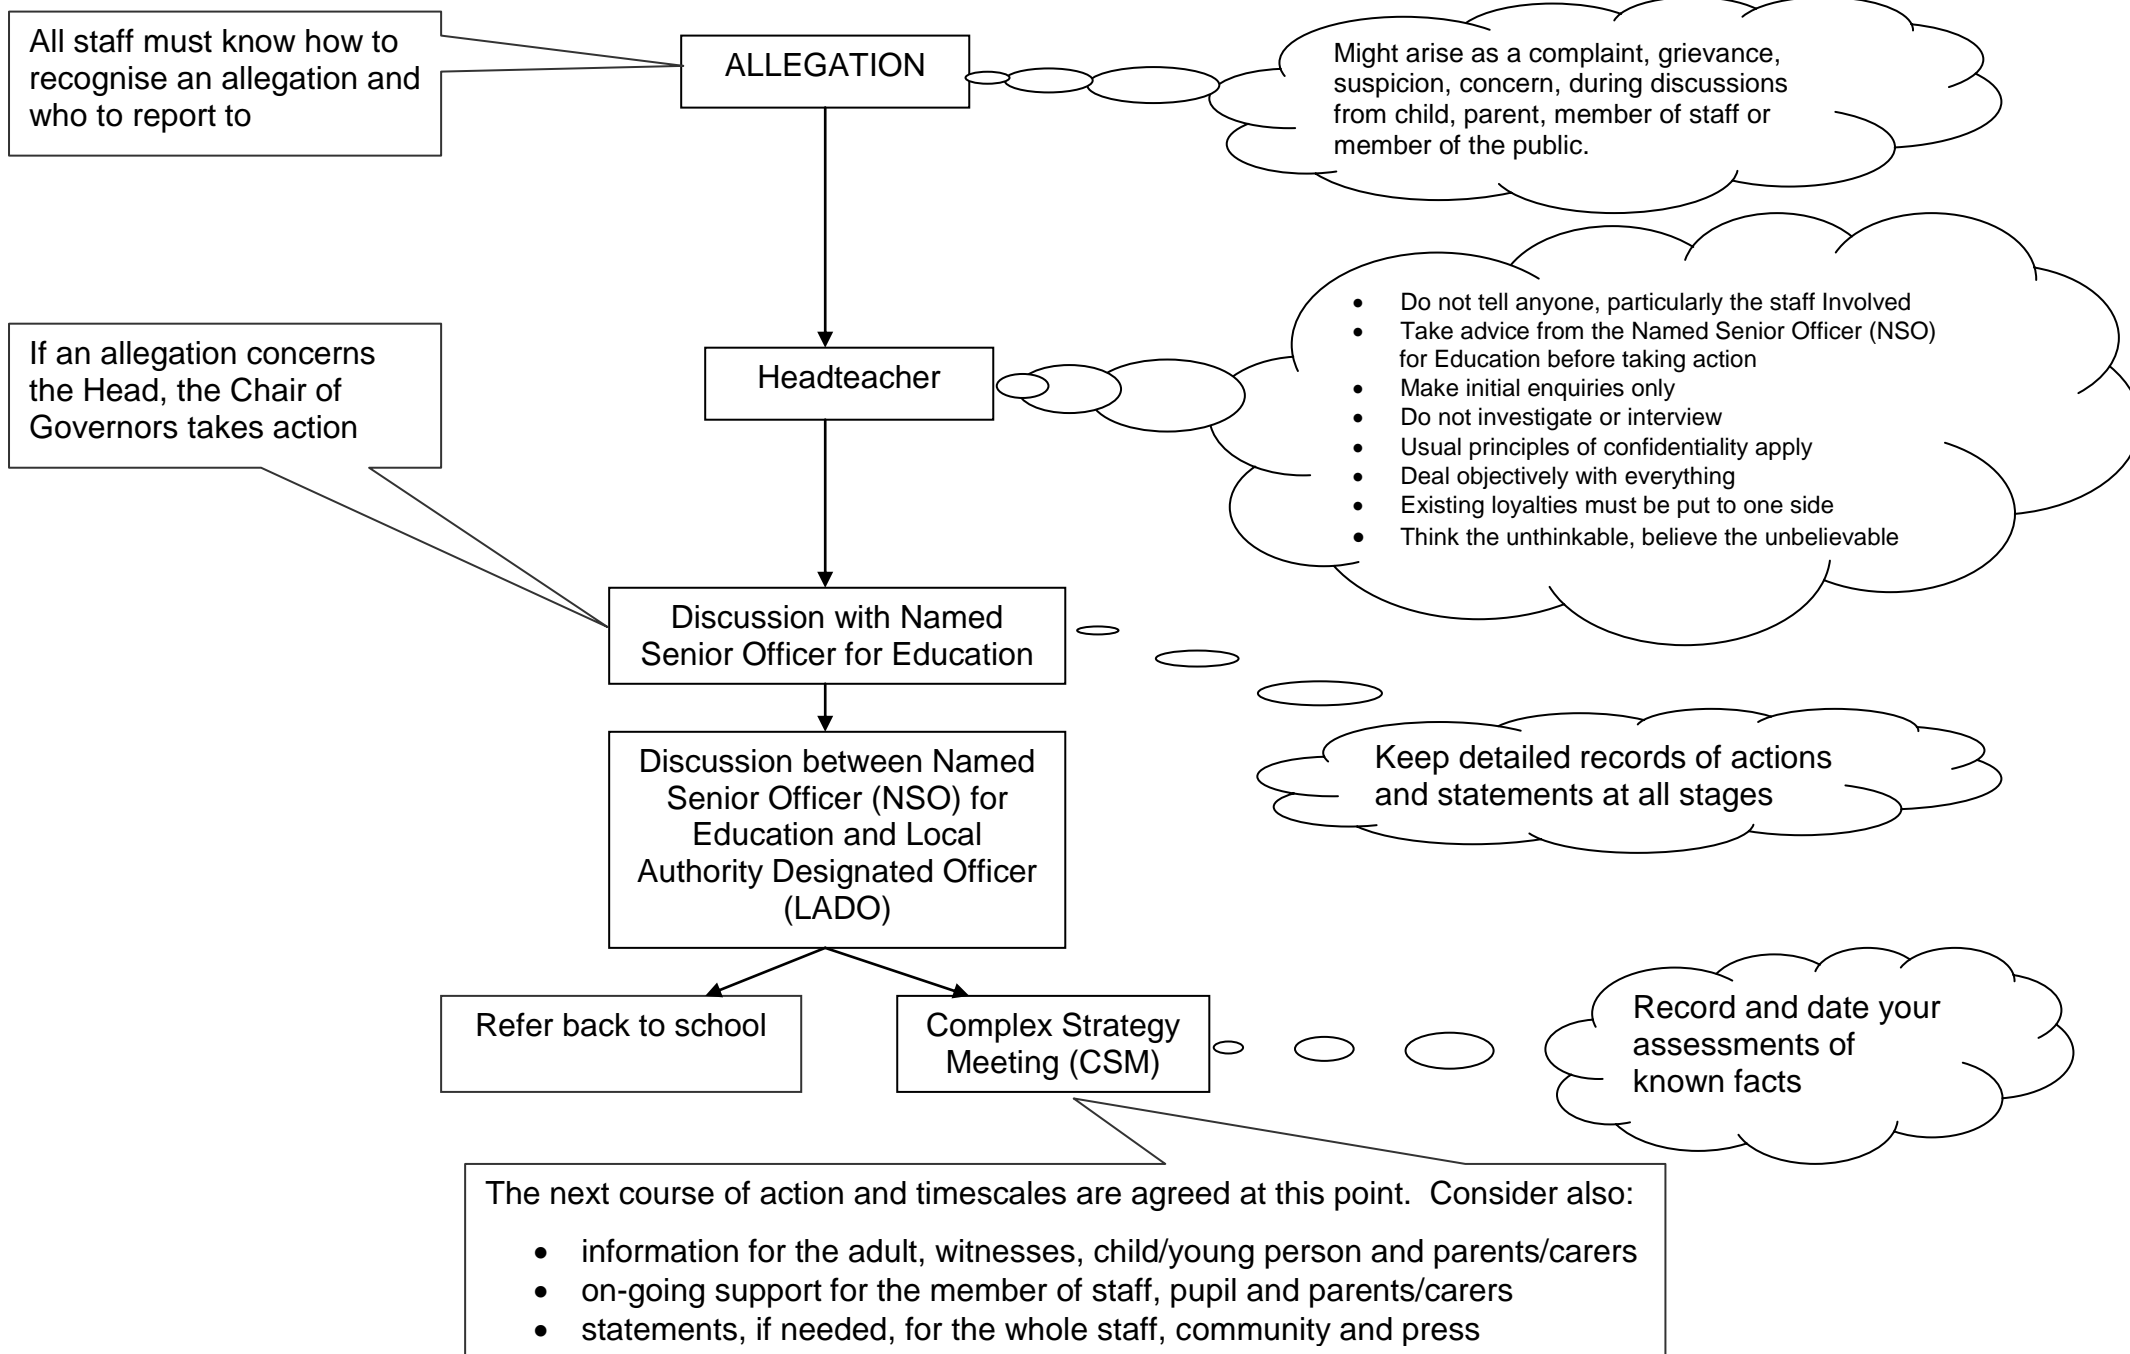 All staff must know how to
recognise an allegation and
who to report to
ALLEGATION
Might arise as a complaint, grievance,
suspicion, concern, during discussions
from child, parent, member of staff or
member of the public.
• Do not tell anyone, particularly the staff Involved
• Take advice from the Named Senior Officer (NSO)
for Education before taking action
• Make initial enquiries only
• Do not investigate or interview
• Usual principles of confidentiality apply
• Deal objectively with everything
• Existing loyalties must be put to one side
• Think the unthinkable, believe the unbelievable
If an allegation concerns
the Head, the Chair of
Governors takes action
Headteacher
Discussion with Named
Senior Officer for Education
Keep detailed records of actions
and statements at all stages
Discussion between Named
Senior Officer (NSO) for
Education and Local
Authority Designated Officer
(LADO)
Refer back to school
Complex Strategy
Meeting (CSM)
Record and date your
assessments of
known facts
The next course of action and timescales are agreed at this point.  Consider also:
• information for the adult, witnesses, child/young person and parents/carers
• on-going support for the member of staff, pupil and parents/carers
• statements, if needed, for the whole staff, community and press